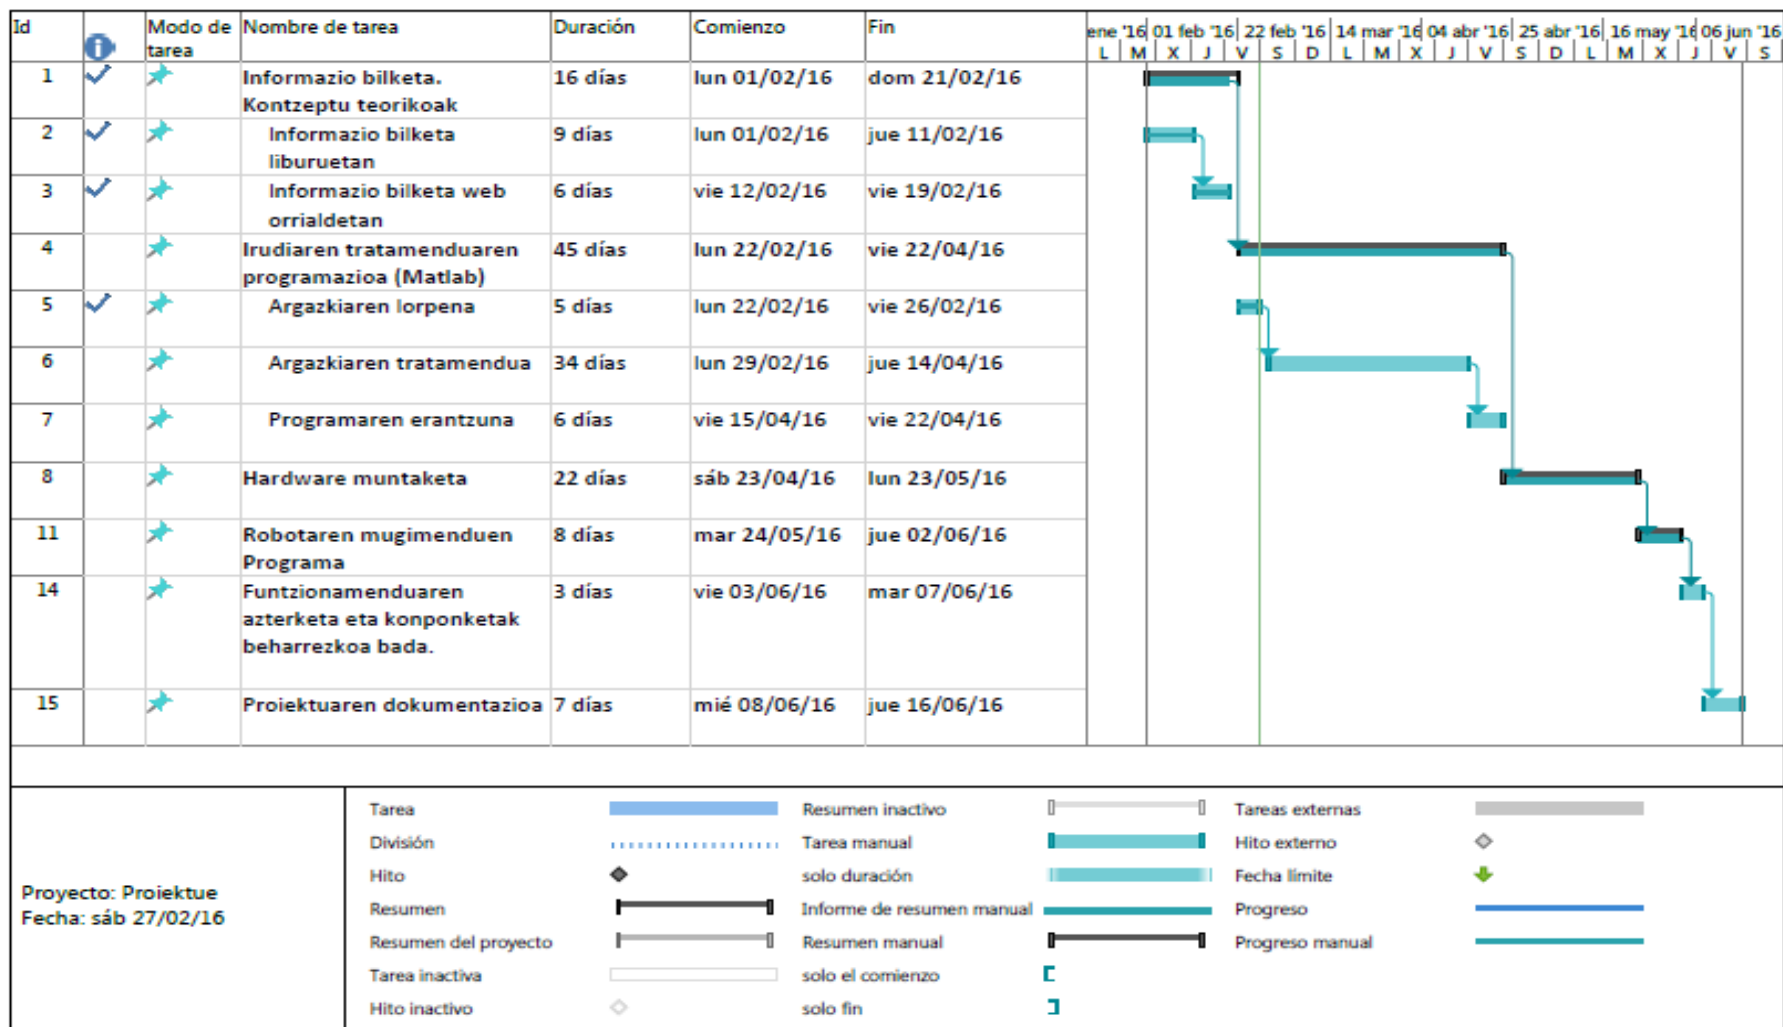 Id Modo de tarea Nombre de tarea Duración Comienzo Fin
ene '16 01 feb '16 22 feb '16 14 mar '16 04 abr '16 25 abr '16 16 may '16 06 jun '16
L M X J V S D L M X J V S D L M X J V S
1 Informazio bilketa. 16 días lun 01/02/16 dom 21/02/16
Kontzeptu teorikoak
2 Informazio bilketa 9 días lun 01/02/16 jue 11/02/16
liburuetan
3 Informazio bilketa web 6 días vie 12/02/16 vie 19/02/16
orrialdetan
4 Irudiaren tratamenduaren 45 días lun 22/02/16 vie 22/04/16
programazioa (Matlab)
5 Argazkiaren lorpena 5 días lun 22/02/16 vie 26/02/16
6 Argazkiaren tratamendua 34 días lun 29/02/16 jue 14/04/16
7 Programaren erantzuna 6 días vie 15/04/16 vie 22/04/16
8 Hardware muntaketa 22 días sáb 23/04/16 lun 23/05/16
11 Robotaren mugimenduen 8 días mar 24/05/16 jue 02/06/16
Programa
14 Funtzionamenduaren 3 días vie 03/06/16 mar 07/06/16
azterketa eta konponketak
beharrezkoa bada.
15 Proiektuaren dokumentazioa 7 días mié 08/06/16 jue 16/06/16
Proyecto: Proiektue
Fecha: sáb 27/02/16
Tarea
División
Hito
Resumen
Resumen del proyecto
Tarea inactiva
Hito inactivo
Resumen inactivo
Tarea manual
solo duración
Informe de resumen manual
Resumen manual
solo el comienzo
solo fin
Tareas externas
Hito externo
Fecha límite
Progreso
Progreso manual